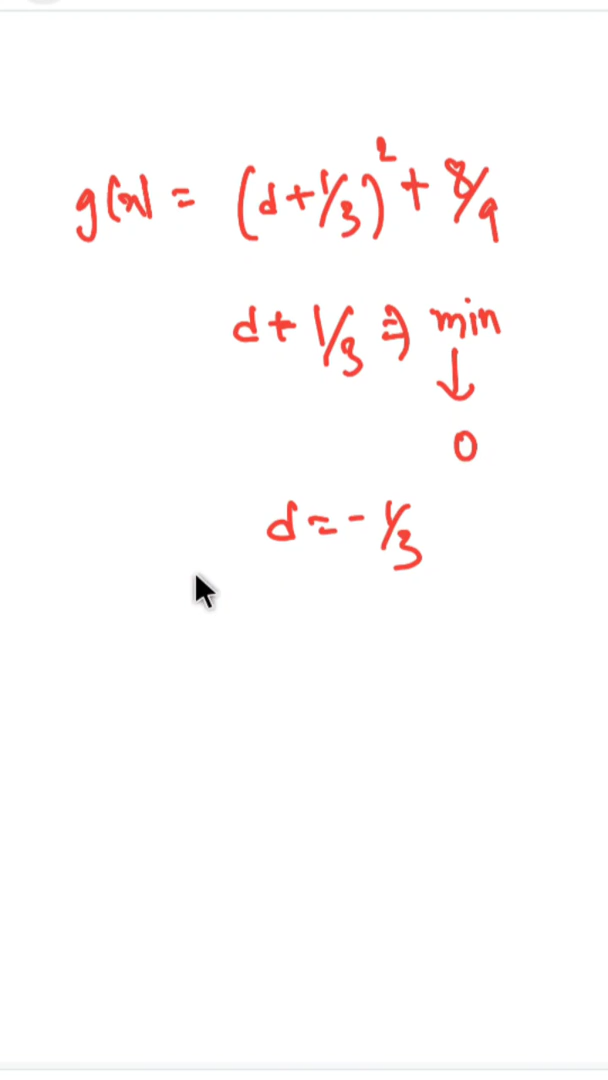 g(x) = (d+1/3)² + 8/9
d+ 1/3 ⇒ min
↓
0
d = - 1/3